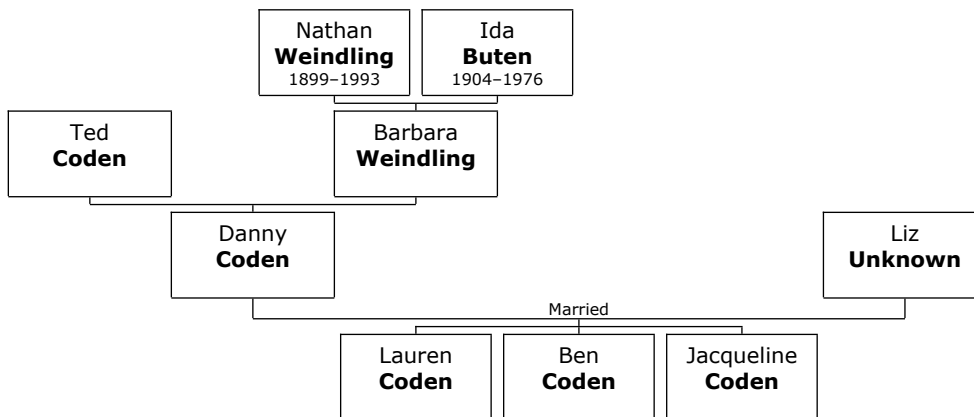 Nathan
Weindling
1899–1993
Ida
Buten
1904–1976
Ted
Coden
Barbara
Weindling
Danny
Coden
Liz
Unknown
Married
Lauren
Coden
Ben
Coden
Jacqueline
Coden